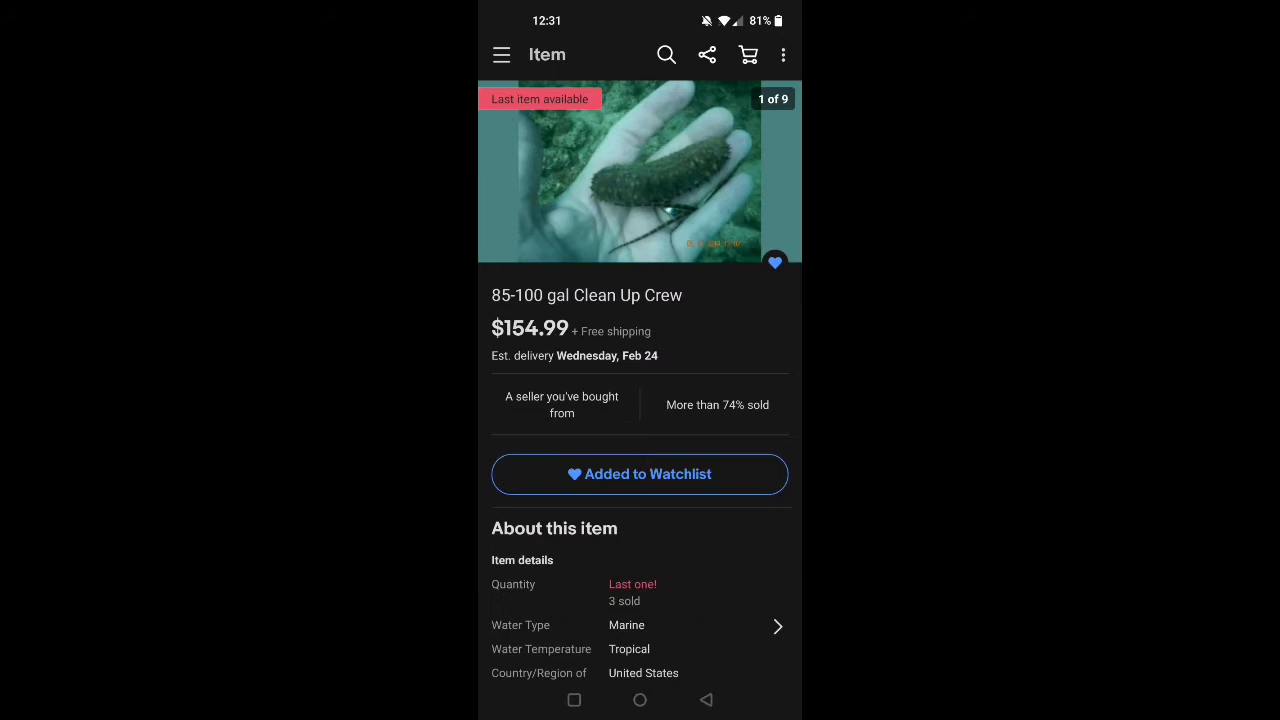 12:31
81%
Item
Last item available
1 of 9
85-100 gal Clean Up Crew
$154.99 + Free shipping
Est. delivery Wednesday, Feb 24
A seller you've bought
from
More than 74% sold
Added to Watchlist
About this item
Item details
Quantity
Last one!
3 sold
Water Type
Marine
Water Temperature
Tropical
Country/Region of
United States